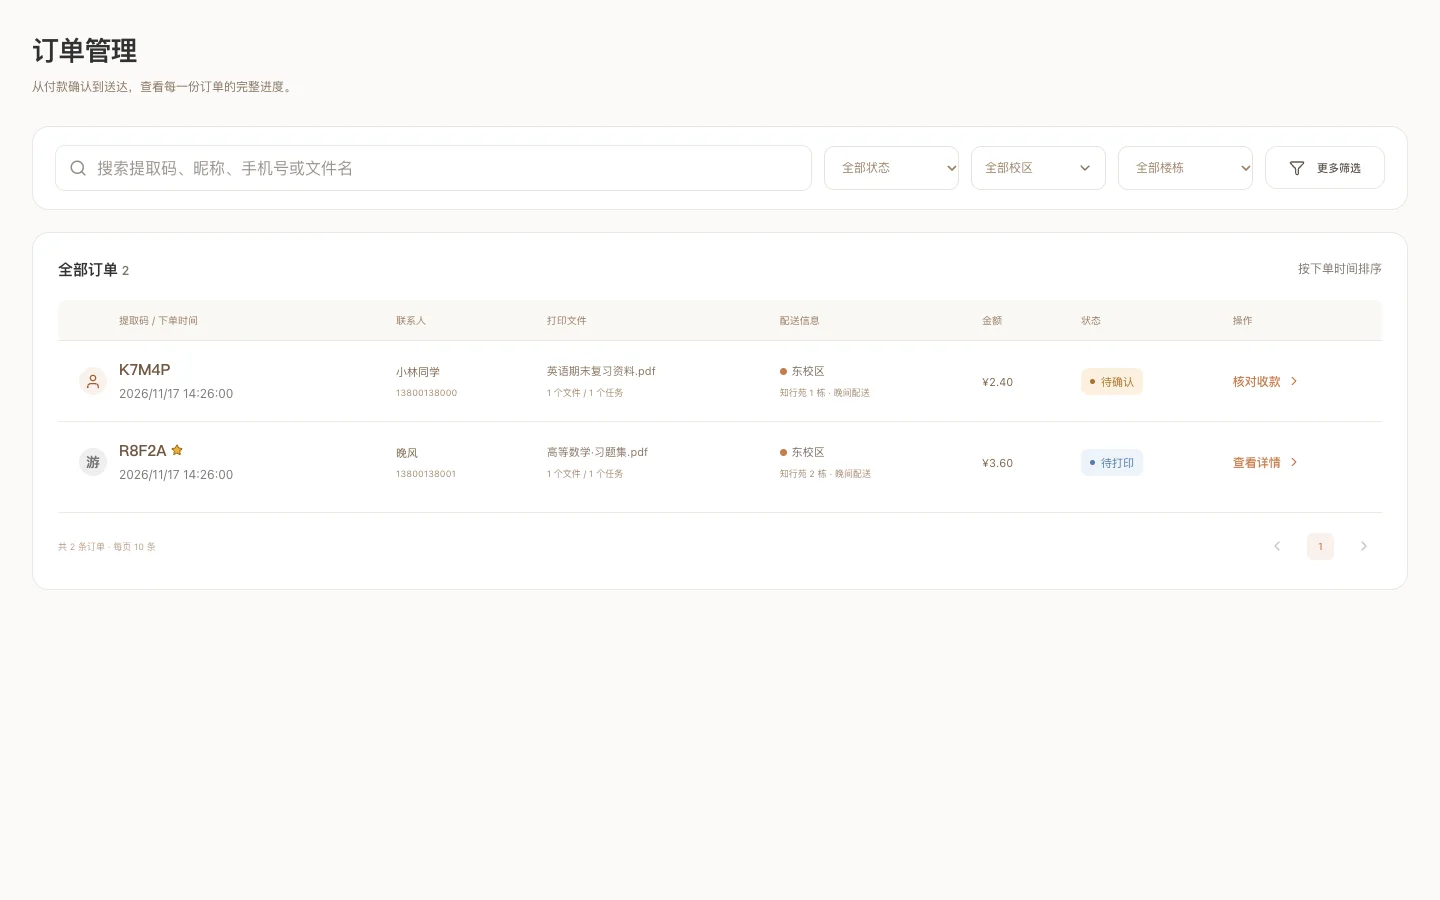 订单管理
从付款确认到送达，查看每一份订单的完整进度。
搜索提取码、昵称、手机号或文件名
全部状态
全部校区
全部楼栋
更多筛选
全部订单 2
按下单时间排序
提取码 / 下单时间 联系人 打印文件 配送信息 金额 状态 操作
K7M4P 小林同学 英语期末复习资料.pdf 东校区 ¥2.40 待确认 核对收款
2026/11/17 14:26:00 13800138000 1 个文件 / 1 个任务 知行苑 1 栋 · 晚间配送
游 R8F2A 晚风 高等数学·习题集.pdf 东校区 ¥3.60 待打印 查看详情
2026/11/17 14:26:00 13800138001 1 个文件 / 1 个任务 知行苑 2 栋 · 晚间配送
共 2 条订单 · 每页 10 条
1